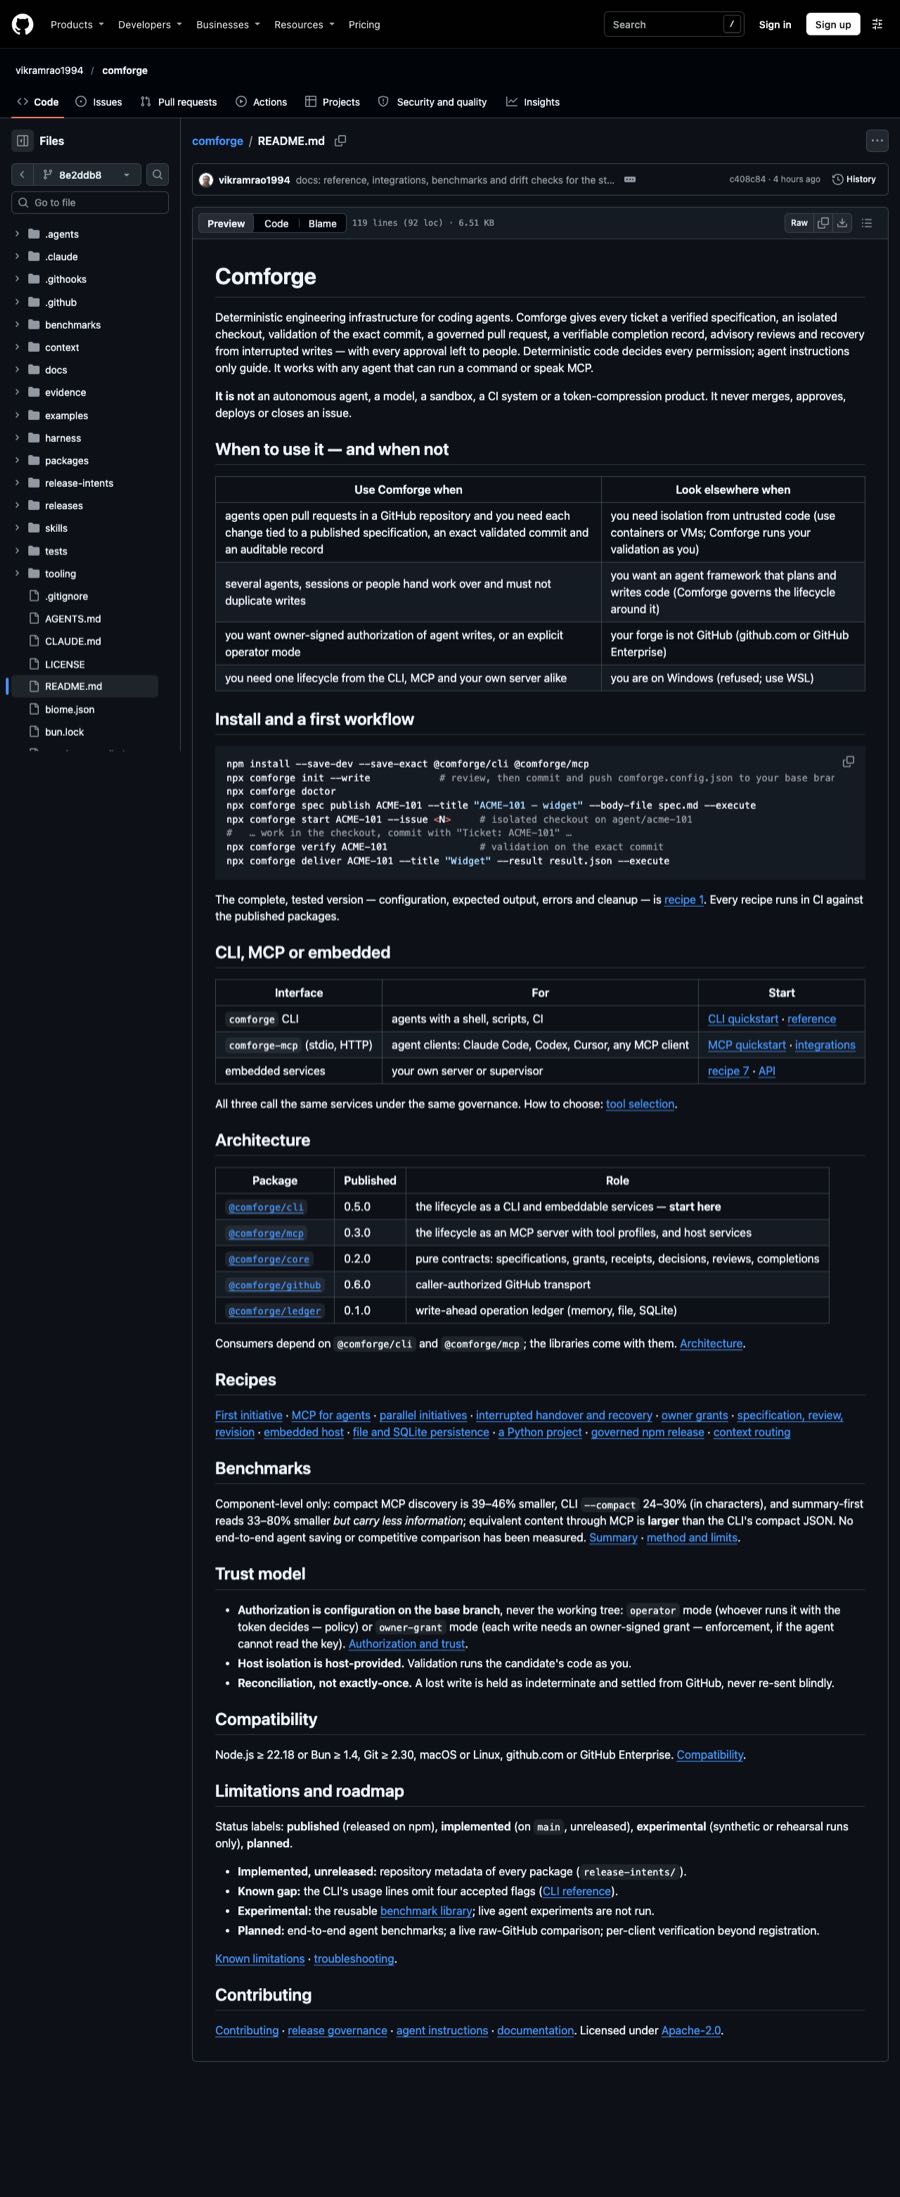 Products Developers Businesses Resources Pricing Search / Sign in Sign up
vikramrao1994 / comforge
Code Issues Pull requests Actions Projects Security and quality Insights
Files
8e2ddb8
Go to file
.agents
.claude
.githooks
.github
benchmarks
context
docs
evidence
examples
harness
packages
release-intents
releases
skills
tests
tooling
.gitignore
AGENTS.md
CLAUDE.md
LICENSE
README.md
biome.json
bun.lock
comforge / README.md
vikramrao1994 docs: reference, integrations, benchmarks and drift checks for the st... c408c84 · 4 hours ago History
Preview Code Blame 119 lines (92 loc) · 6.51 KB Raw
Comforge
Deterministic engineering infrastructure for coding agents. Comforge gives every ticket a verified specification, an isolated
checkout, validation of the exact commit, a governed pull request, a verifiable completion record, advisory reviews and recovery
from interrupted writes — with every approval left to people. Deterministic code decides every permission; agent instructions
only guide. It works with any agent that can run a command or speak MCP.
It is not an autonomous agent, a model, a sandbox, a CI system or a token-compression product. It never merges, approves,
deploys or closes an issue.
When to use it — and when not
Use Comforge when Look elsewhere when
agents open pull requests in a GitHub repository and you need each
change tied to a published specification, an exact validated commit and
an auditable record
you need isolation from untrusted code (use
containers or VMs; Comforge runs your
validation as you)
several agents, sessions or people hand work over and must not
duplicate writes
you want an agent framework that plans and
writes code (Comforge governs the lifecycle
around it)
you want owner-signed authorization of agent writes, or an explicit
operator mode
your forge is not GitHub (github.com or GitHub
Enterprise)
you need one lifecycle from the CLI, MCP and your own server alike
you are on Windows (refused; use WSL)
Install and a first workflow
npm install --save-dev --save-exact @comforge/cli @comforge/mcp
npx comforge init --write # review, then commit and push comforge.config.json to your base bran
npx comforge doctor
npx comforge spec publish ACME-101 --title "ACME-101 — widget" --body-file spec.md --execute
npx comforge start ACME-101 --issue <N> # isolated checkout on agent/acme-101
# … work in the checkout, commit with "Ticket: ACME-101" …
npx comforge verify ACME-101 # validation on the exact commit
npx comforge deliver ACME-101 --title "Widget" --result result.json --execute
The complete, tested version — configuration, expected output, errors and cleanup — is recipe 1. Every recipe runs in CI against
the published packages.
CLI, MCP or embedded
Interface For Start
comforge CLI agents with a shell, scripts, CI CLI quickstart · reference
comforge-mcp (stdio, HTTP) agent clients: Claude Code, Codex, Cursor, any MCP client MCP quickstart · integrations
embedded services your own server or supervisor recipe 7 · API
All three call the same services under the same governance. How to choose: tool selection.
Architecture
Package Published Role
@comforge/cli 0.5.0 the lifecycle as a CLI and embeddable services — start here
@comforge/mcp 0.3.0 the lifecycle as an MCP server with tool profiles, and host services
@comforge/core 0.2.0 pure contracts: specifications, grants, receipts, decisions, reviews, completions
@comforge/github 0.6.0 caller-authorized GitHub transport
@comforge/ledger 0.1.0 write-ahead operation ledger (memory, file, SQLite)
Consumers depend on @comforge/cli and @comforge/mcp; the libraries come with them. Architecture.
Recipes
First initiative · MCP for agents · parallel initiatives · interrupted handover and recovery · owner grants · specification, review,
revision · embedded host · file and SQLite persistence · a Python project · governed npm release · context routing
Benchmarks
Component-level only: compact MCP discovery is 39–46% smaller, CLI --compact 24–30% (in characters), and summary-first
reads 33–80% smaller but carry less information; equivalent content through MCP is larger than the CLI's compact JSON. No
end-to-end agent saving or competitive comparison has been measured. Summary · method and limits.
Trust model
• Authorization is configuration on the base branch, never the working tree: operator mode (whoever runs it with the
token decides — policy) or owner-grant mode (each write needs an owner-signed grant — enforcement, if the agent
cannot read the key). Authorization and trust.
• Host isolation is host-provided. Validation runs the candidate's code as you.
• Reconciliation, not exactly-once. A lost write is held as indeterminate and settled from GitHub, never re-sent blindly.
Compatibility
Node.js ≥ 22.18 or Bun ≥ 1.4, Git ≥ 2.30, macOS or Linux, github.com or GitHub Enterprise. Compatibility.
Limitations and roadmap
Status labels: published (released on npm), implemented (on main, unreleased), experimental (synthetic or rehearsal runs
only), planned.
• Implemented, unreleased: repository metadata of every package (release-intents/).
• Known gap: the CLI's usage lines omit four accepted flags (CLI reference).
• Experimental: the reusable benchmark library; live agent experiments are not run.
• Planned: end-to-end agent benchmarks; a live raw-GitHub comparison; per-client verification beyond registration.
Known limitations · troubleshooting.
Contributing
Contributing · release governance · agent instructions · documentation. Licensed under Apache-2.0.